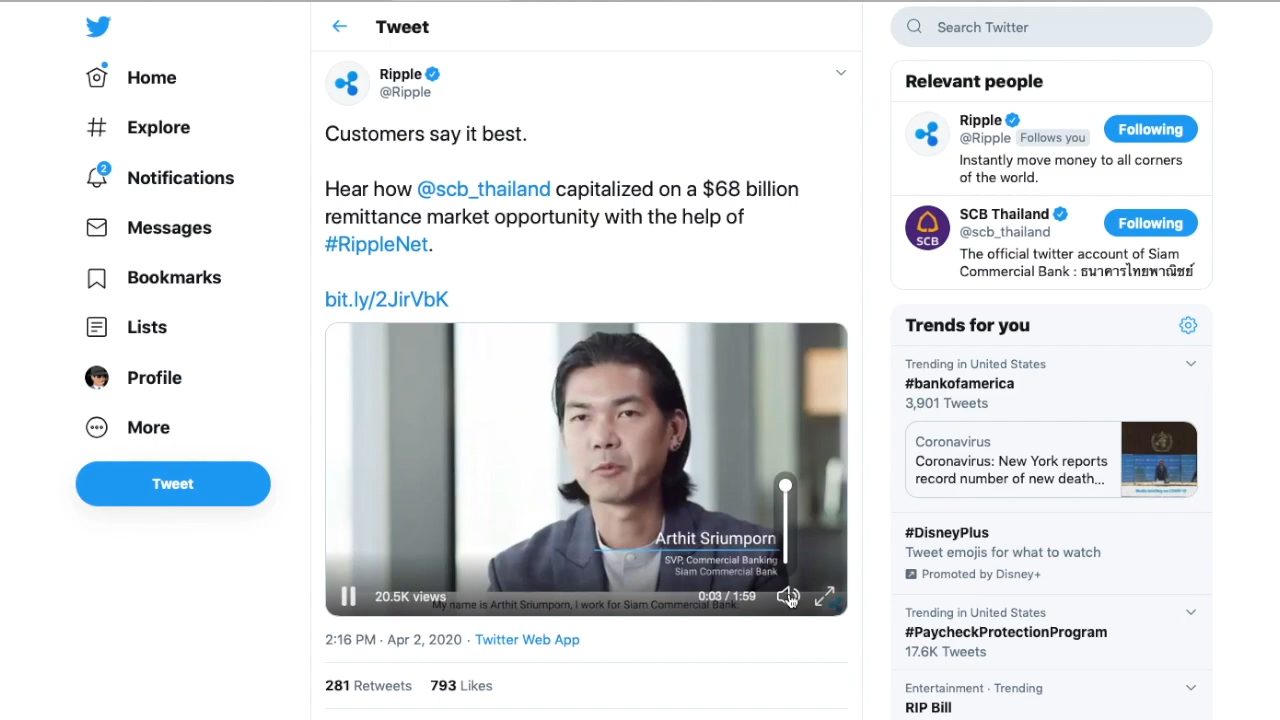 Home
Explore
2
Notifications
Messages
Bookmarks
Lists
Profile
More
Tweet
Tweet
Ripple
@Ripple
Customers say it best.
Hear how @scb_thailand capitalized on a $68 billion
remittance market opportunity with the help of
#RippleNet.
bit.ly/2JirVbK
Arthit Sriumporn
SVP, Commercial Banking
Siam Commercial Bank
20.5K views
0:03 / 1:59
My name is Arthit Sriumporn, I work for Siam Commercial Bank.
2:16 PM · Apr 2, 2020 · Twitter Web App
281 Retweets 793 Likes
Search Twitter
Relevant people
Ripple
@Ripple Follows you
Following
Instantly move money to all corners
of the world.
SCB
SCB Thailand
@scb_thailand
Following
The official twitter account of Siam
Commercial Bank : ธนาคารไทยพาณิชย์
Trends for you
Trending in United States
#bankofamerica
3,901 Tweets
Coronavirus
Coronavirus: New York reports
record number of new death...
#DisneyPlus
Tweet emojis for what to watch
Promoted by Disney+
Trending in United States
#PaycheckProtectionProgram
17.6K Tweets
Entertainment · Trending
RIP Bill